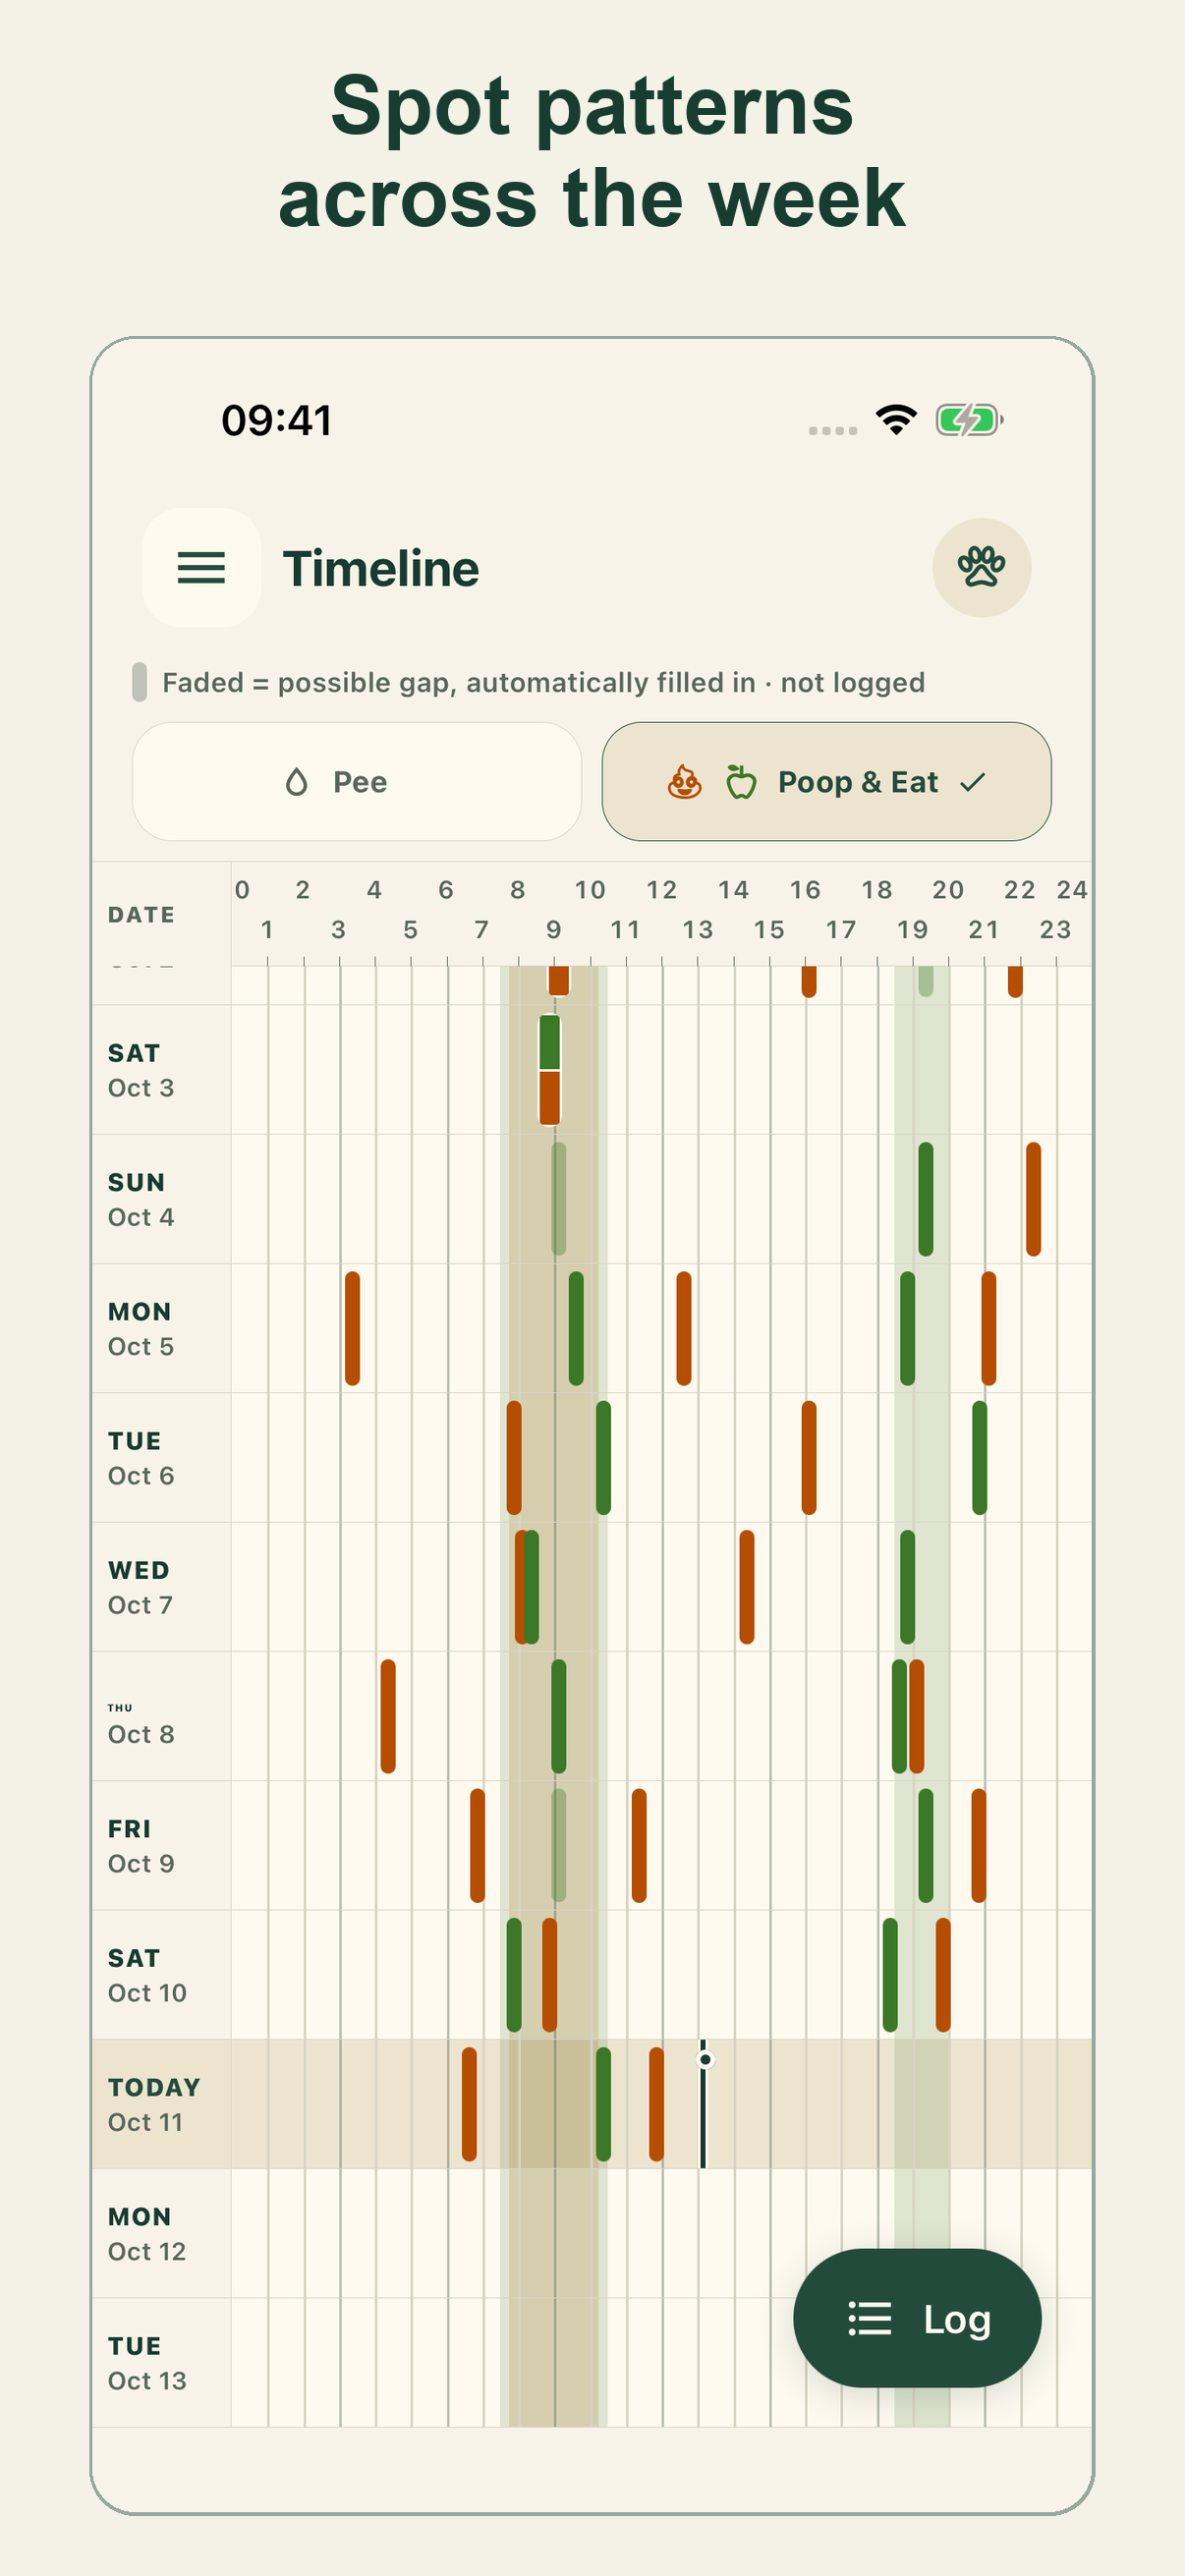 Spot patterns
across the week
09:41
Timeline
Faded = possible gap, automatically filled in · not logged
Pee
Poop & Eat
DATE
0 2 4 6 8 10 12 14 16 18 20 22 24
1 3 5 7 9 11 13 15 17 19 21 23
SAT
Oct 3
SUN
Oct 4
MON
Oct 5
TUE
Oct 6
WED
Oct 7
THU
Oct 8
FRI
Oct 9
SAT
Oct 10
TODAY
Oct 11
MON
Oct 12
TUE
Oct 13
Log